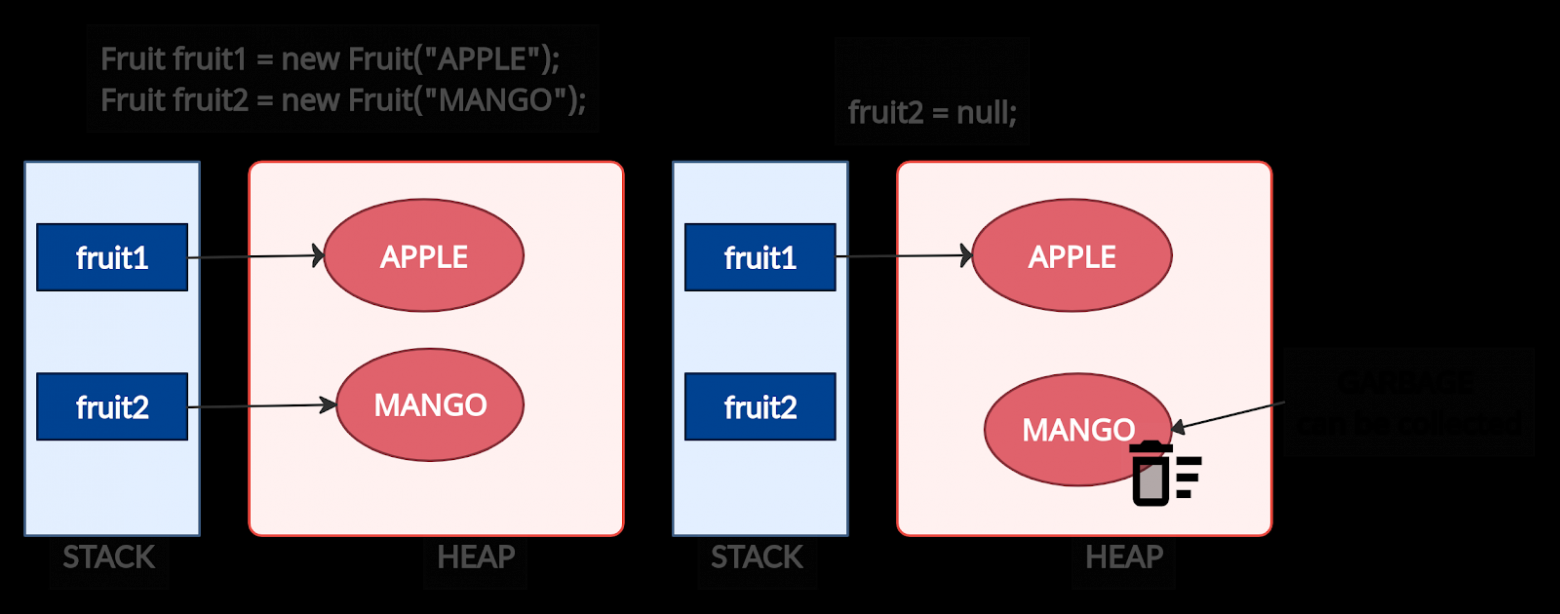 Fruit fruit1 = new Fruit("APPLE");
Fruit fruit2 = new Fruit("MANGO");
fruit1
APPLE
fruit2
MANGO
STACK
HEAP
fruit2 = null;
fruit1
APPLE
fruit2
MANGO
GARBAGE
can be collected
STACK
HEAP